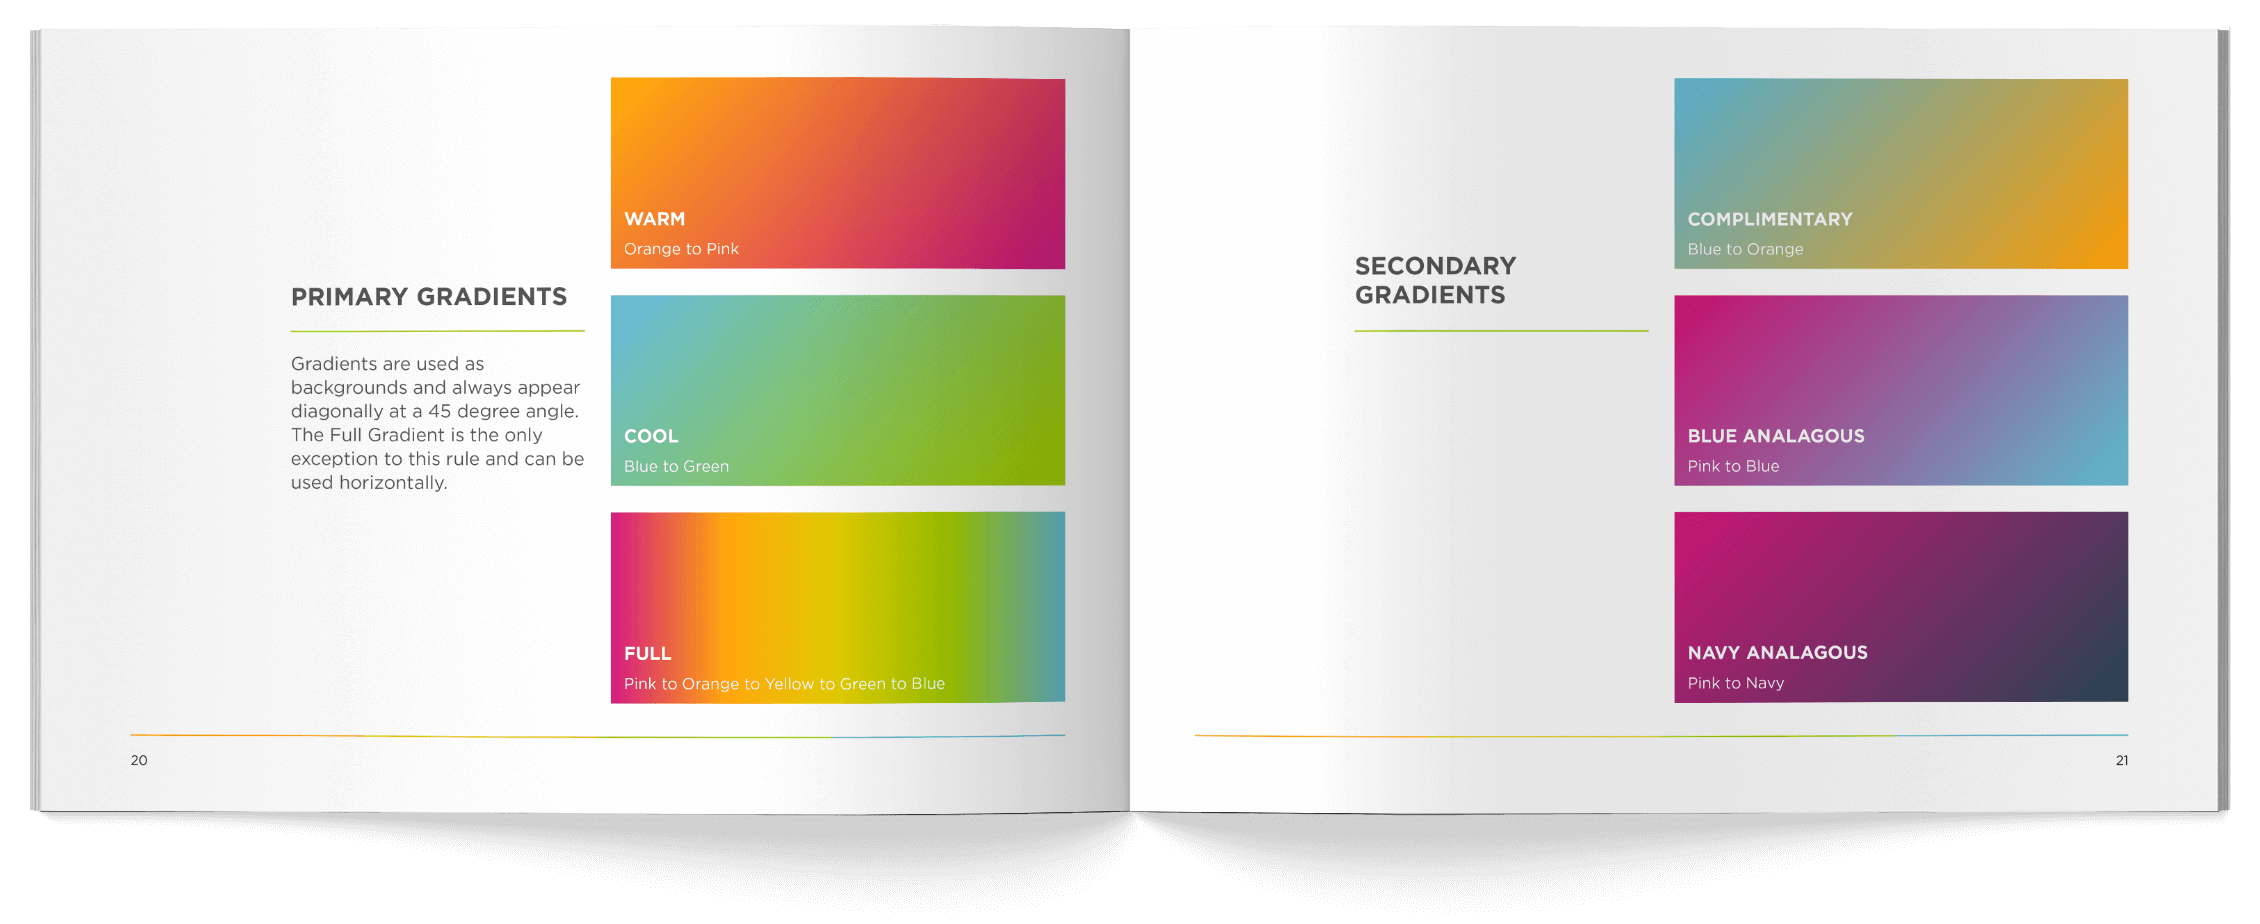 PRIMARY GRADIENTS
Gradients are used as
backgrounds and always appear
diagonally at a 45 degree angle.
The Full Gradient is the only
exception to this rule and can be
used horizontally.
WARM
Orange to Pink
COOL
Blue to Green
FULL
Pink to Orange to Yellow to Green to Blue
20
SECONDARY
GRADIENTS
COMPLIMENTARY
Blue to Orange
BLUE ANALAGOUS
Pink to Blue
NAVY ANALAGOUS
Pink to Navy
21